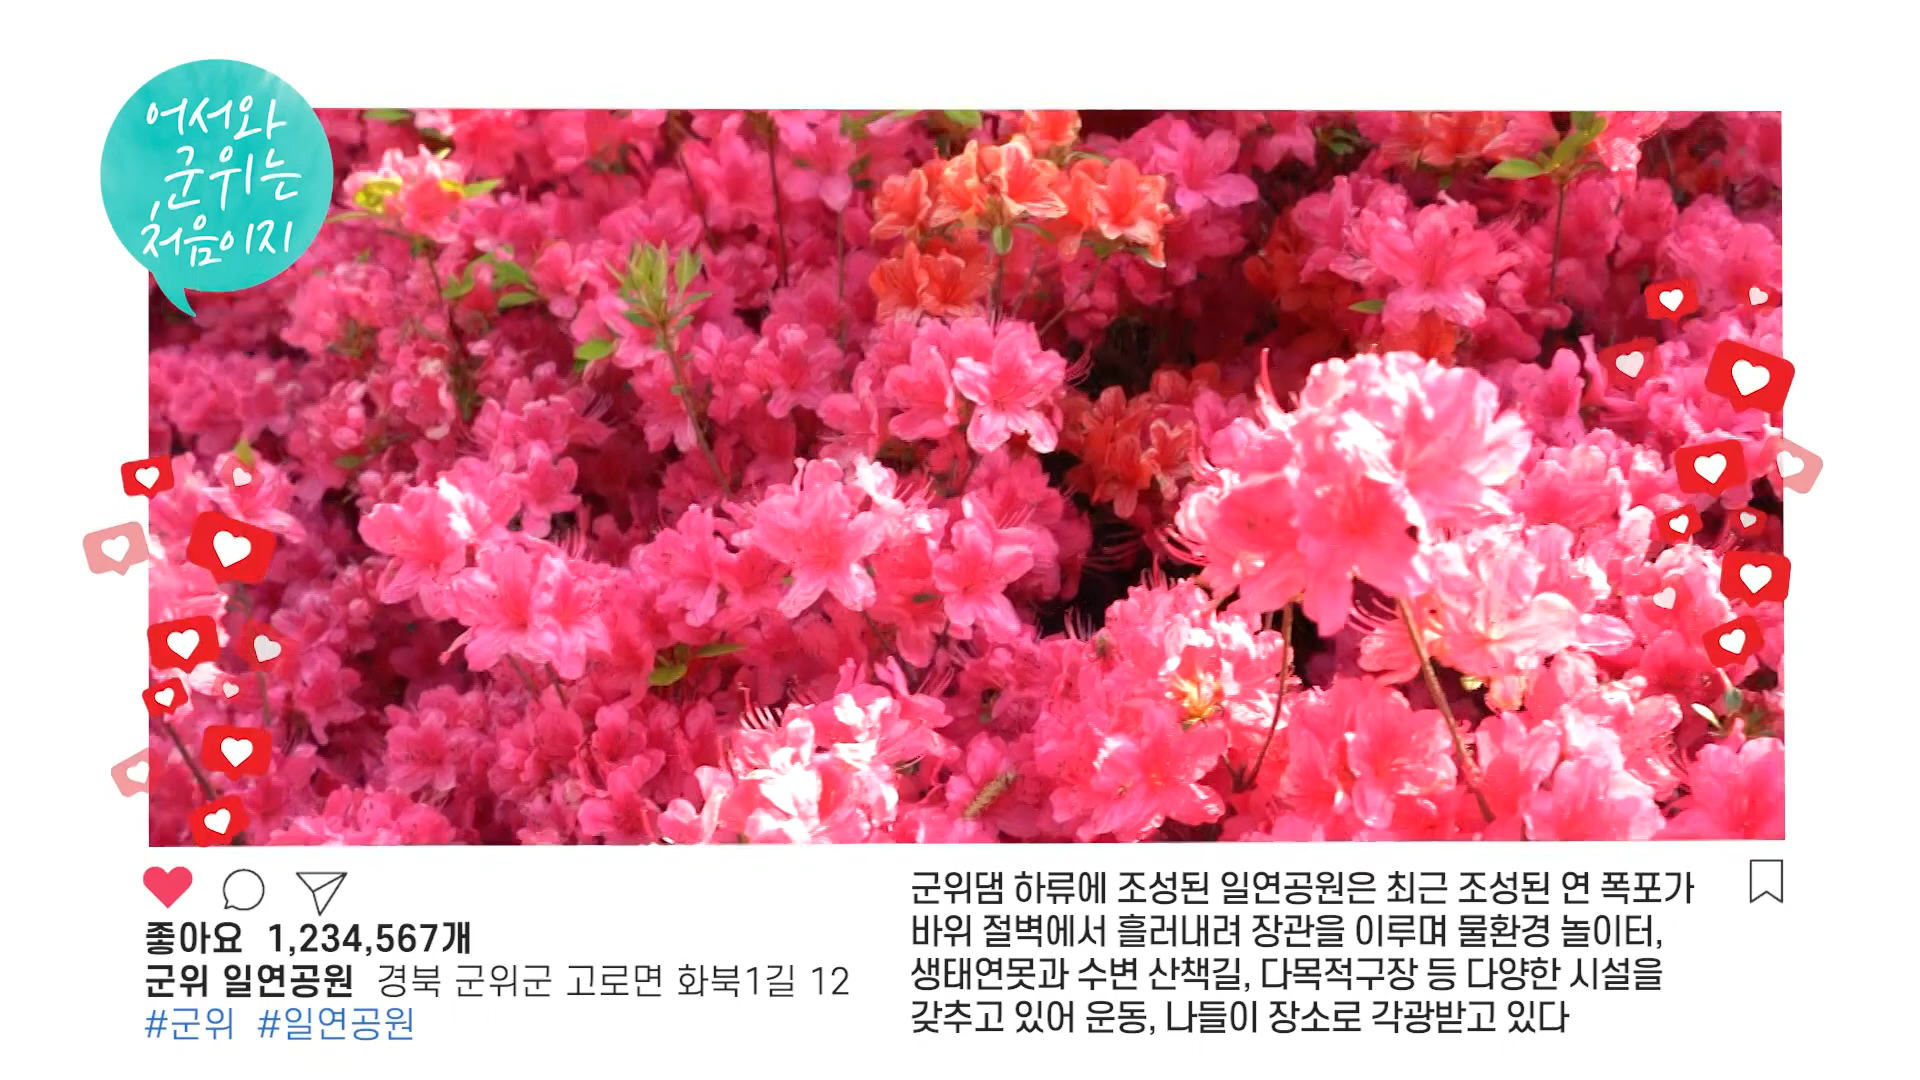 어서와
군위는
처음이지
좋아요 1,234,567개
군위 일연공원 경북 군위군 고로면 화북1길 12
#군위 #일연공원
군위댐 하류에 조성된 일연공원은 최근 조성된 연 폭포가
바위 절벽에서 흘러내려 장관을 이루며 물환경 놀이터,
생태연못과 수변 산책길, 다목적구장 등 다양한 시설을
갖추고 있어 운동, 나들이 장소로 각광받고 있다